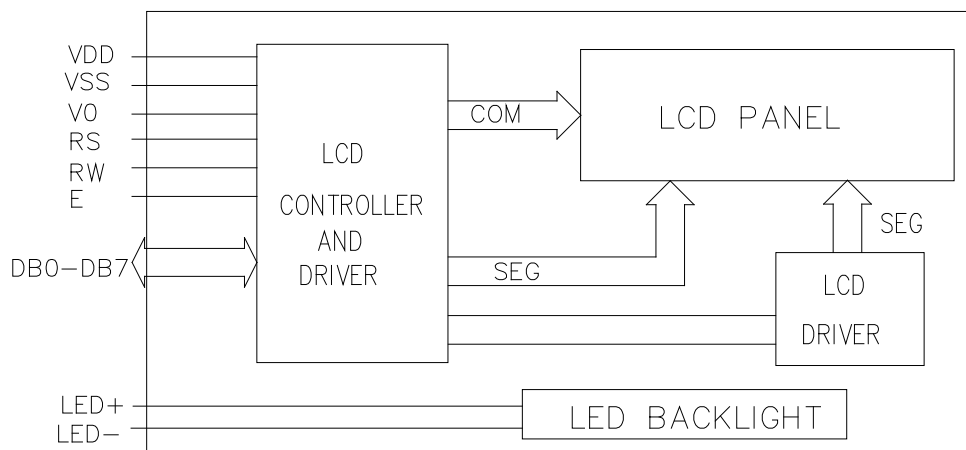 VDD
VSS
V0
RS
RW
E
DB0-DB7
LED+
LED-
LCD
CONTROLLER
AND
DRIVER
COM
SEG
LCD PANEL
SEG
LCD
DRIVER
LED BACKLIGHT